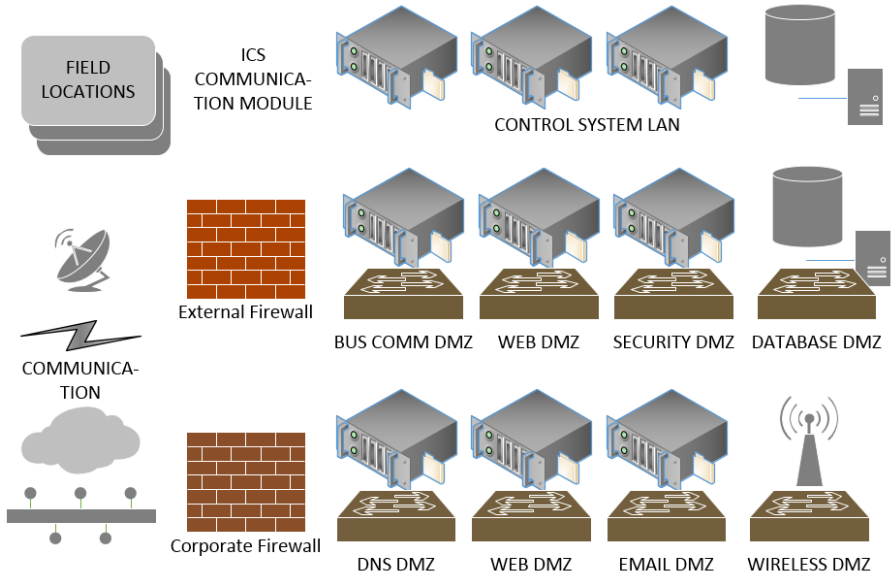 FIELD
LOCATIONS
ICS
COMMUNICA-
TION MODULE
CONTROL SYSTEM LAN
External Firewall
BUS COMM DMZ
WEB DMZ
SECURITY DMZ
DATABASE DMZ
COMMUNICA-
TION
Corporate Firewall
DNS DMZ
WEB DMZ
EMAIL DMZ
WIRELESS DMZ